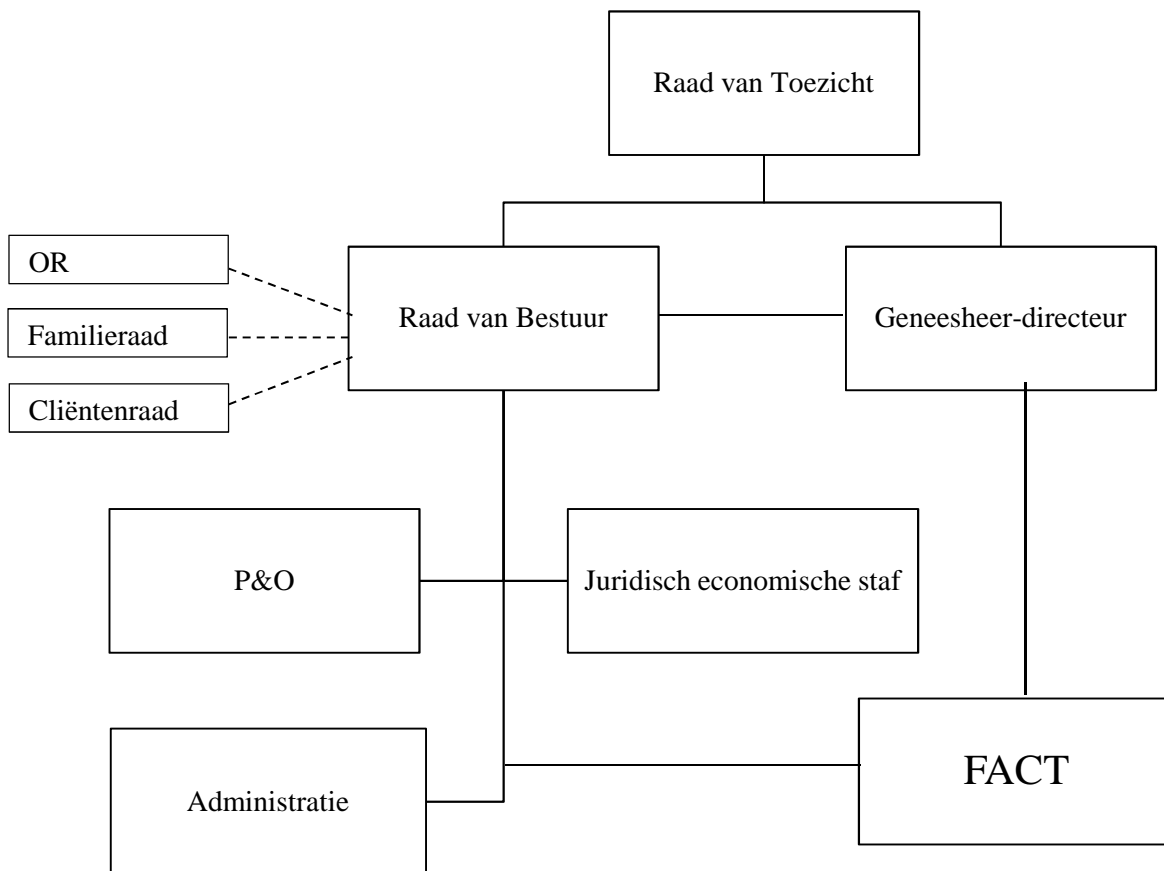 Raad van Toezicht
OR
Familieraad
Cliëntenraad
Raad van Bestuur
Geneesheer-directeur
P&O
Juridisch economische staf
Administratie
FACT